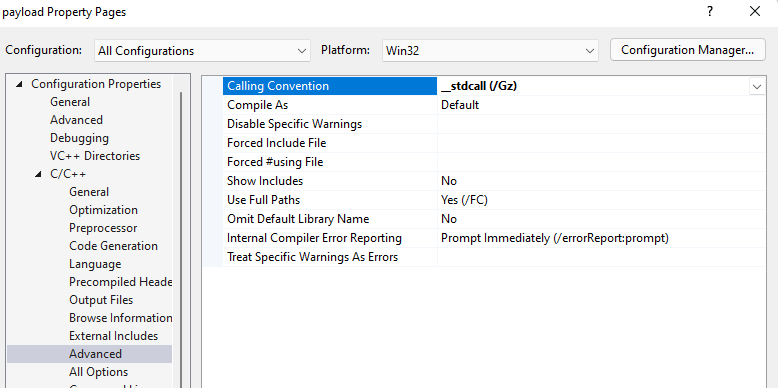 payload Property Pages ? ×
Configuration: All Configurations Platform: Win32 Configuration Manager...
Configuration Properties
General
Advanced
Debugging
VC++ Directories
C/C++
General
Optimization
Preprocessor
Code Generation
Language
Precompiled Heade
Output Files
Browse Information
External Includes
Advanced
All Options
Calling Convention __stdcall (/Gz)
Compile As Default
Disable Specific Warnings
Forced Include File
Forced #using File
Show Includes No
Use Full Paths Yes (/FC)
Omit Default Library Name No
Internal Compiler Error Reporting Prompt Immediately (/errorReport:prompt)
Treat Specific Warnings As Errors